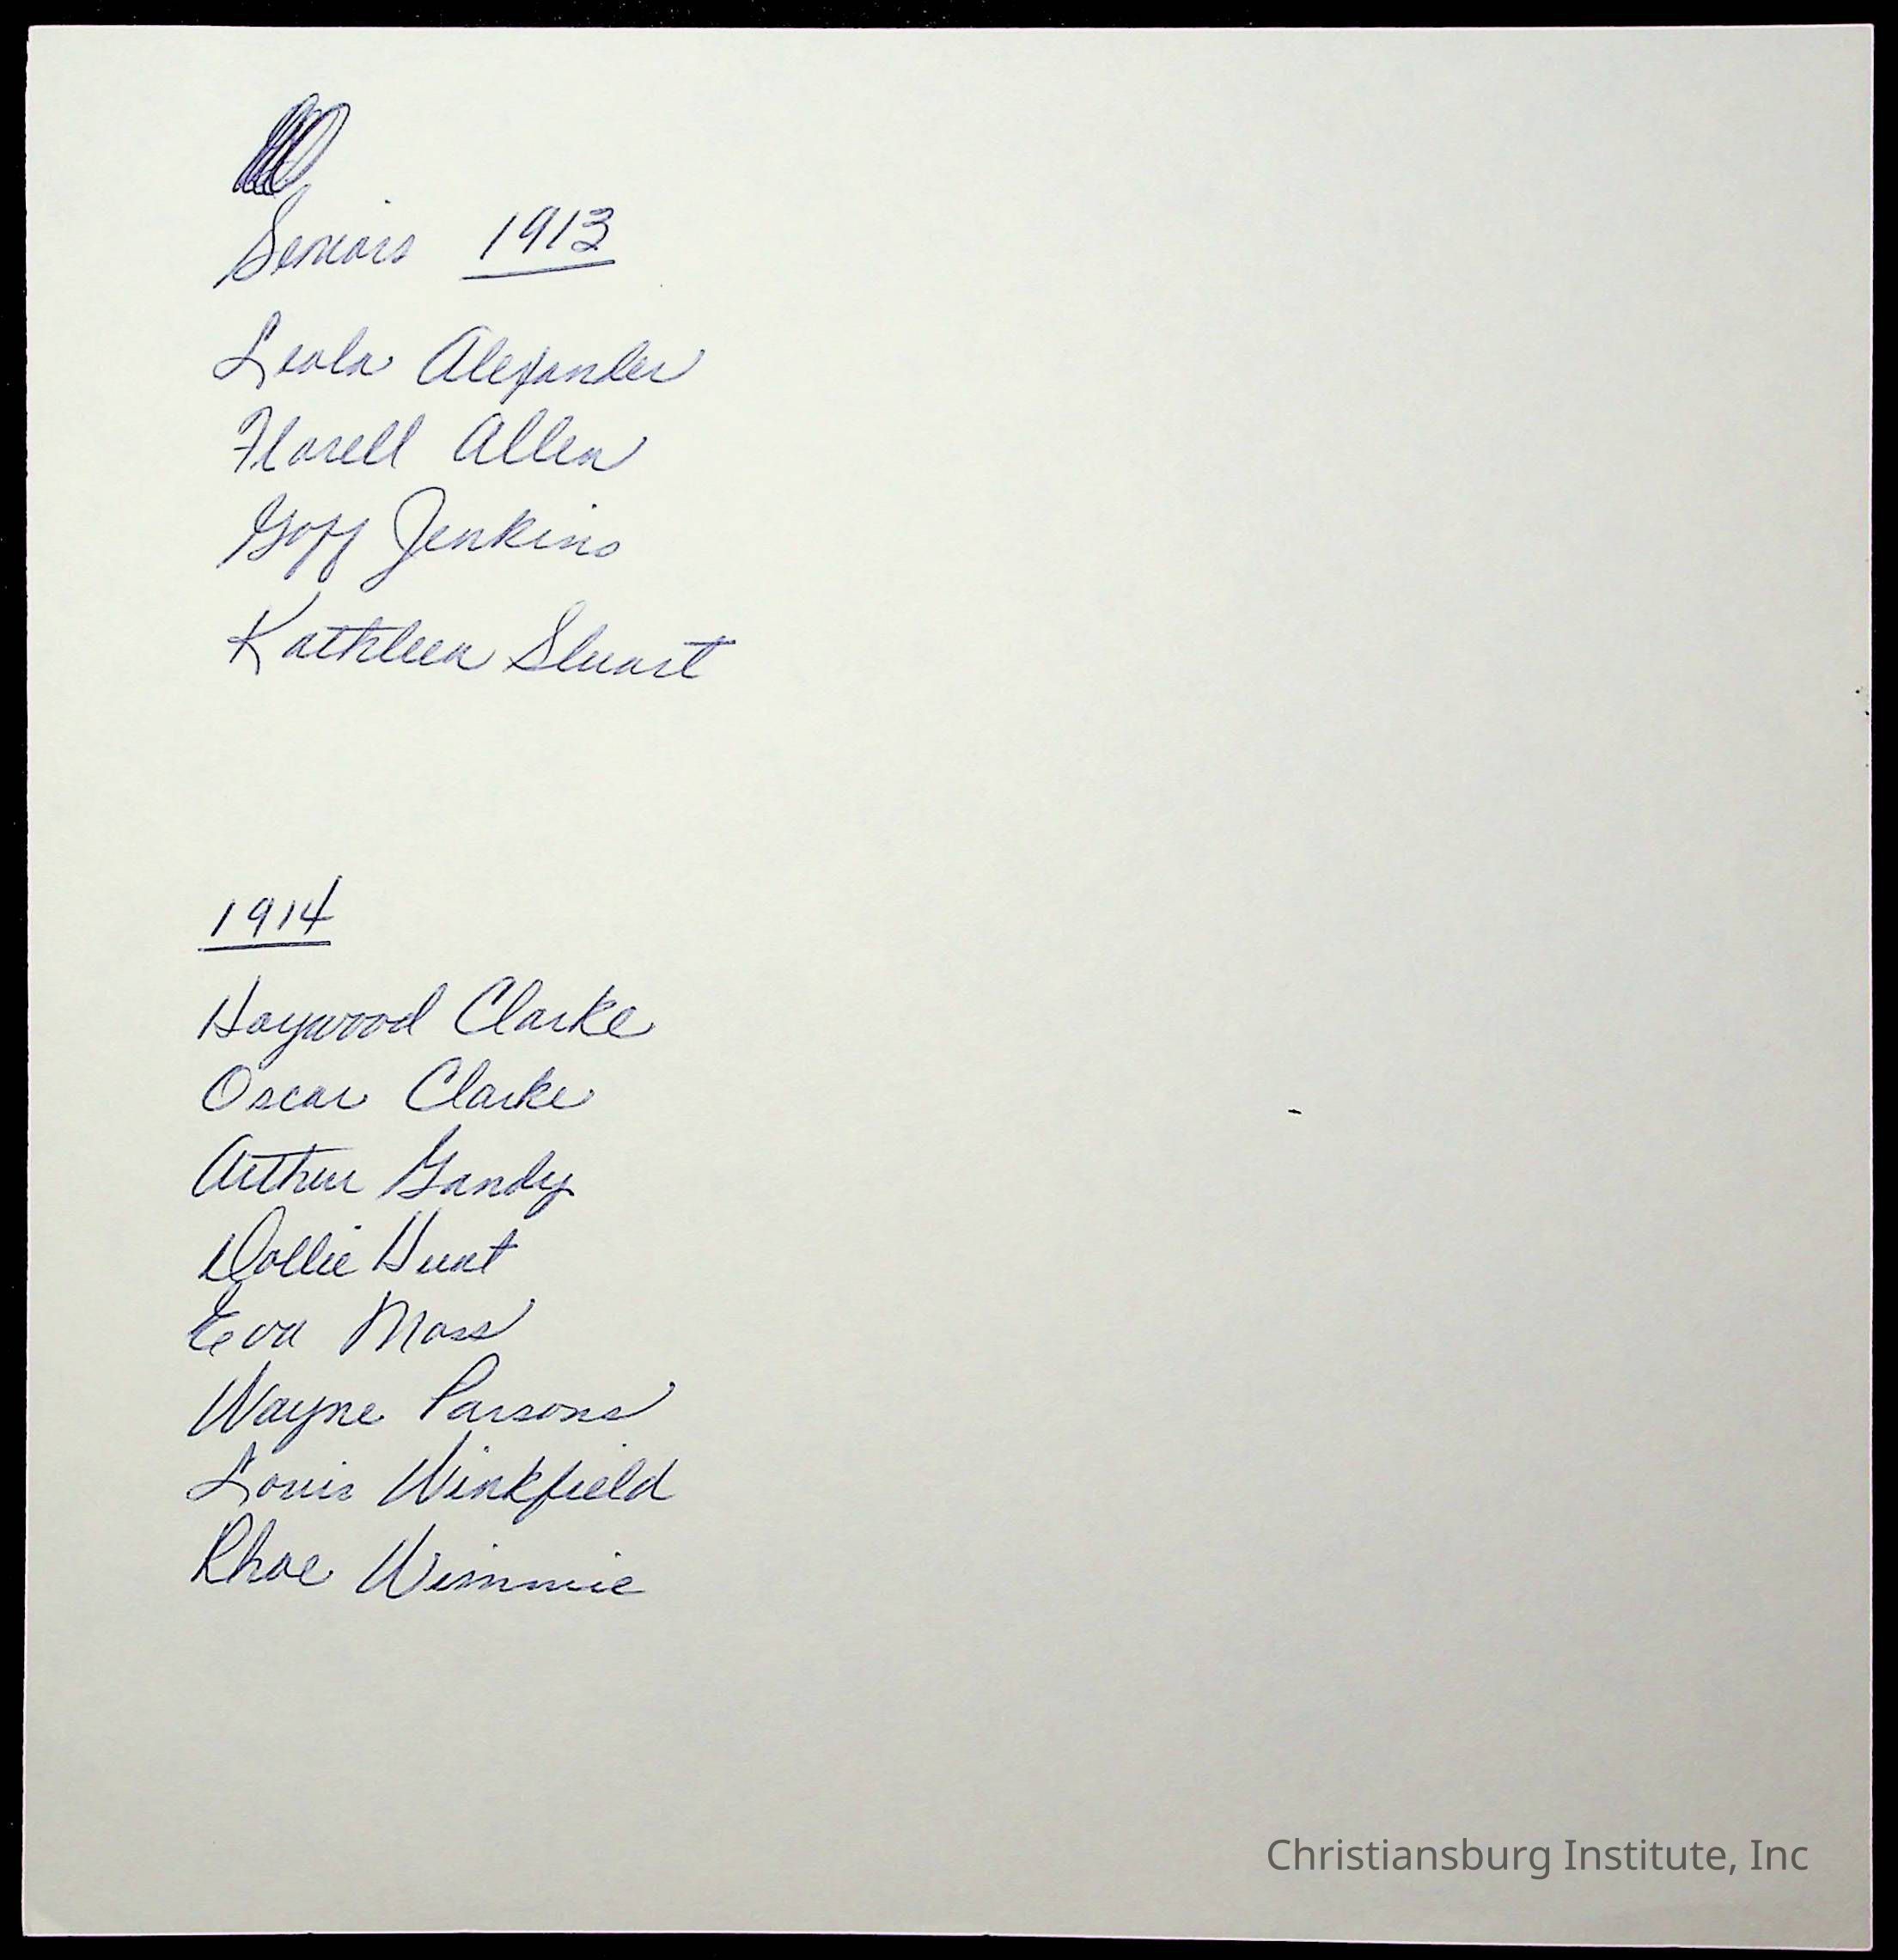 Seniors 1913
Leola Alexander
Florell Allen
Goff Jenkins
Kathleen Stuart
1914
Haywood Clarke
Oscar Clarke
Arthur Gandy
Dollie Hunt
Eva Moss
Wayne Parsons
Louis Winkfield
Rhoe Wimmie
Christiansburg Institute, Inc